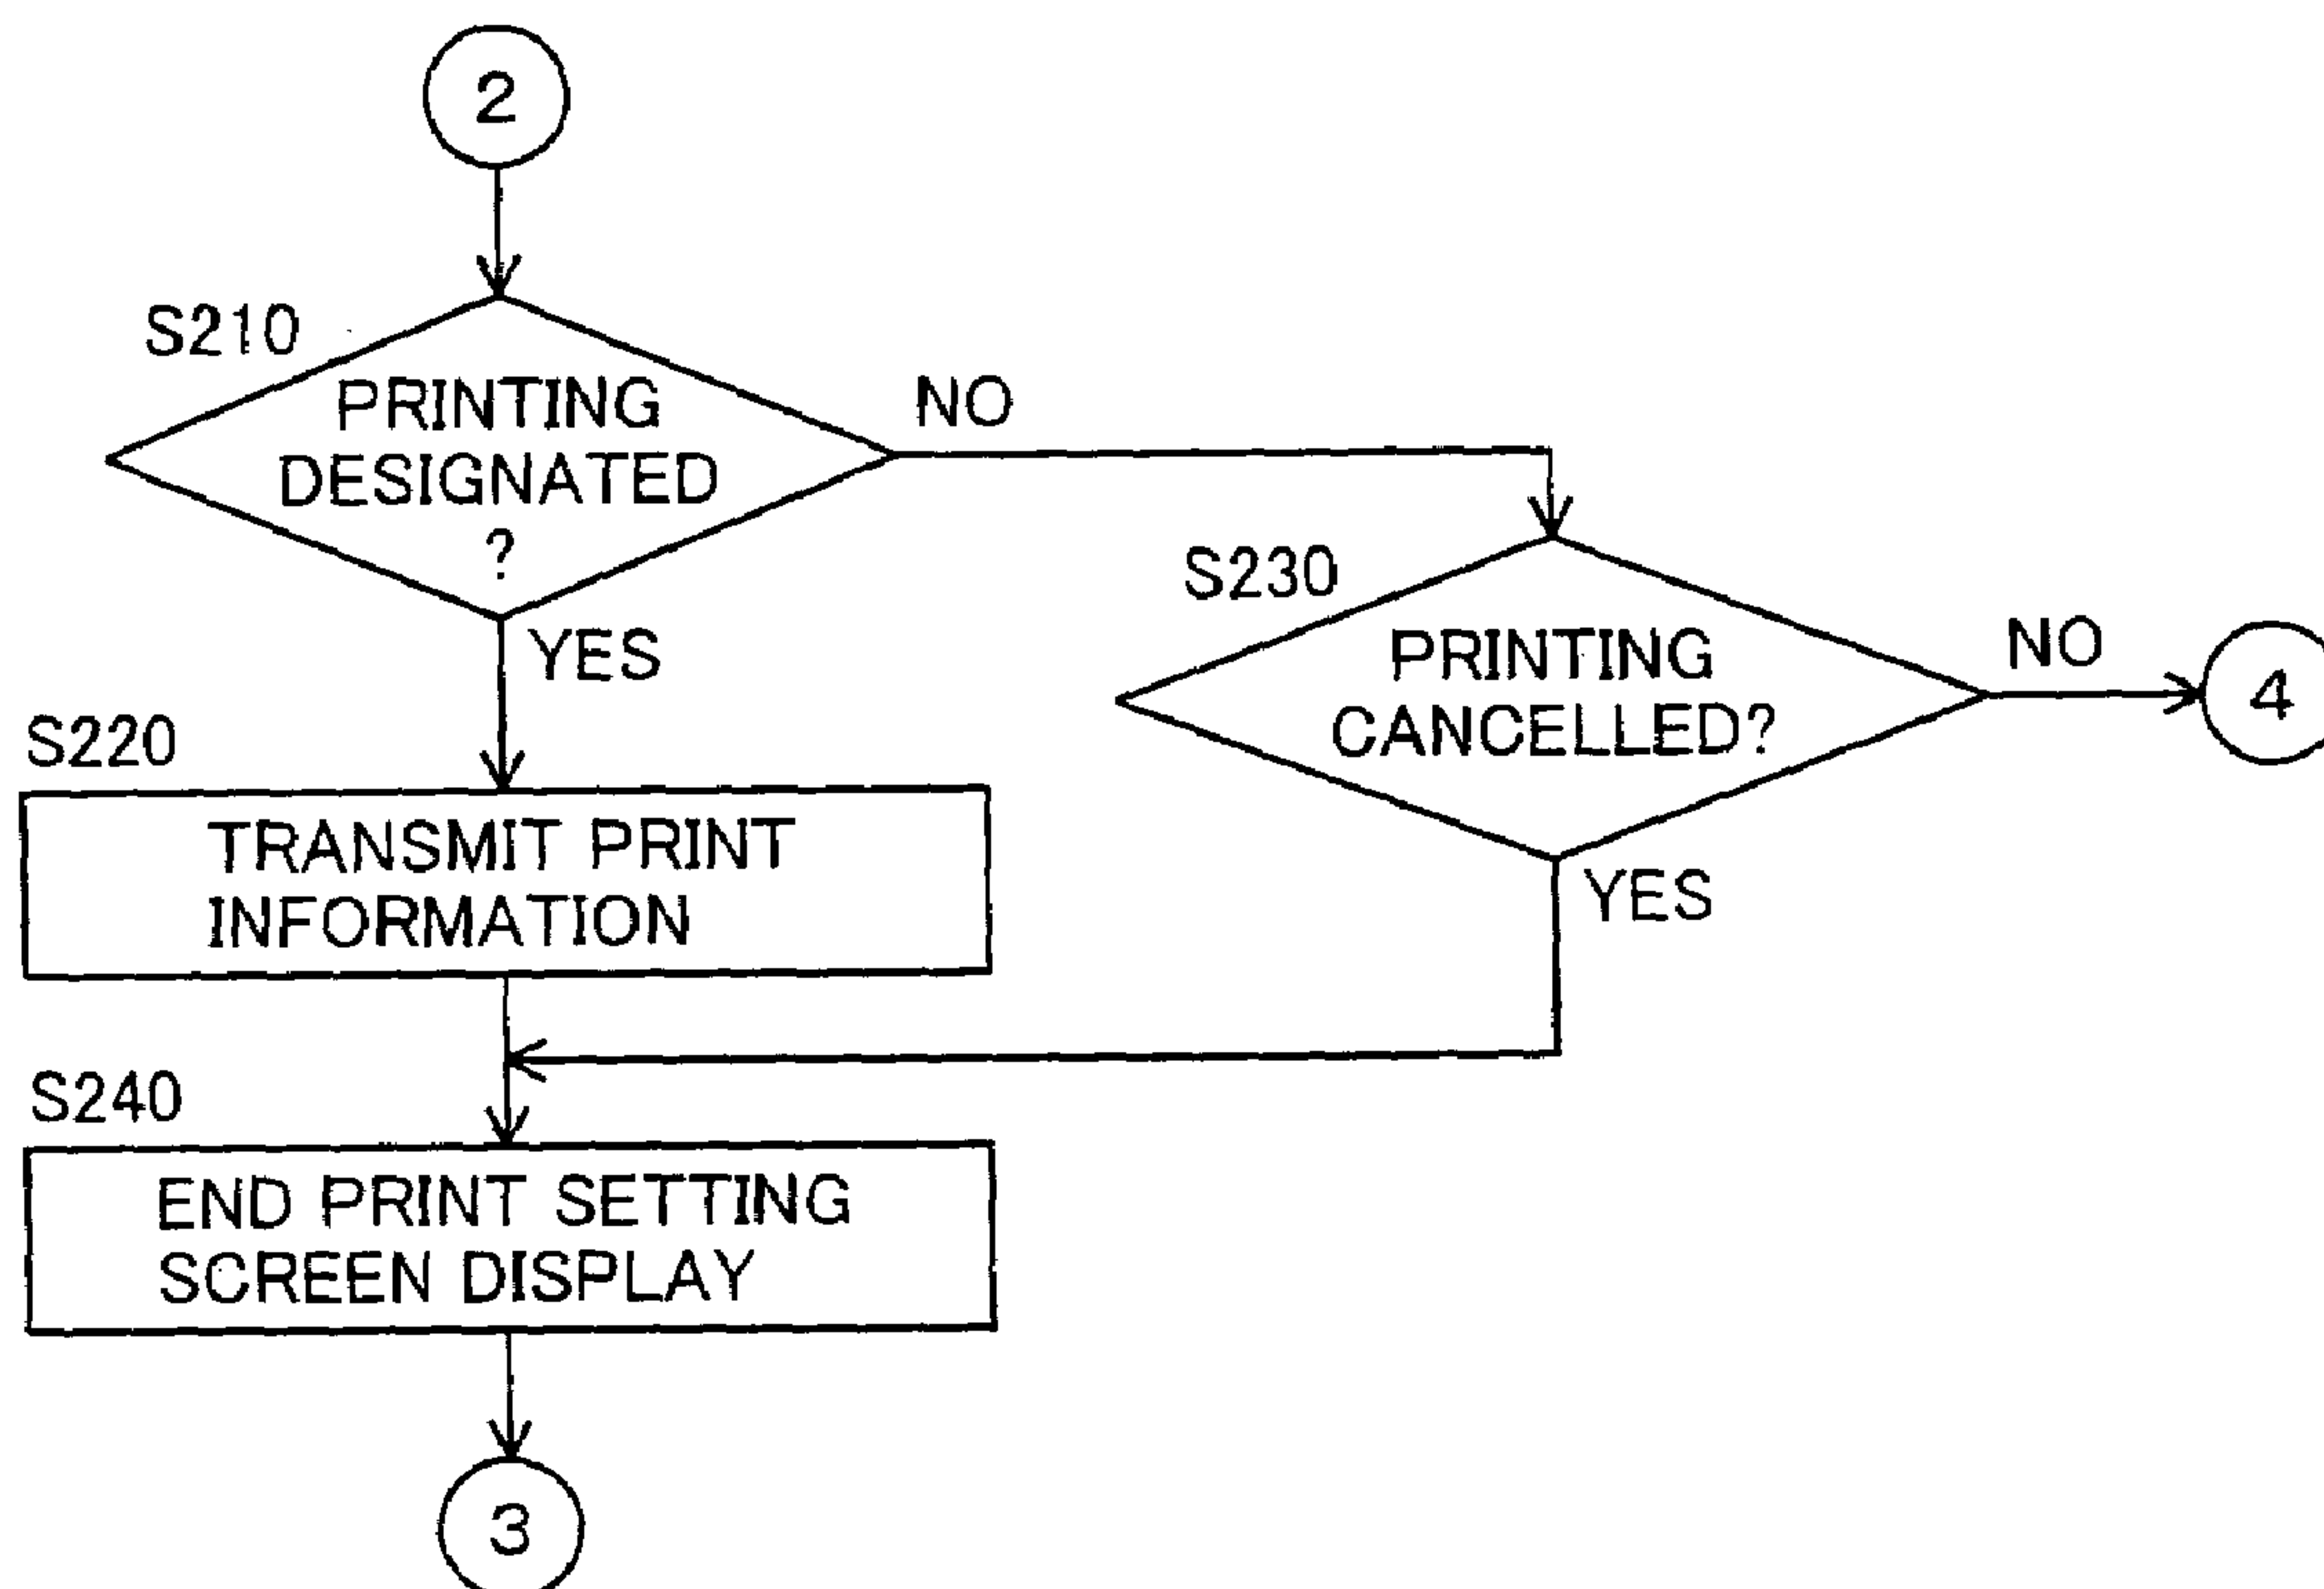 2
S210
PRINTING
DESIGNATED
?
NO
YES
S230
PRINTING
CANCELLED?
NO
4
YES
S220
TRANSMIT PRINT
INFORMATION
S240
END PRINT SETTING
SCREEN DISPLAY
3